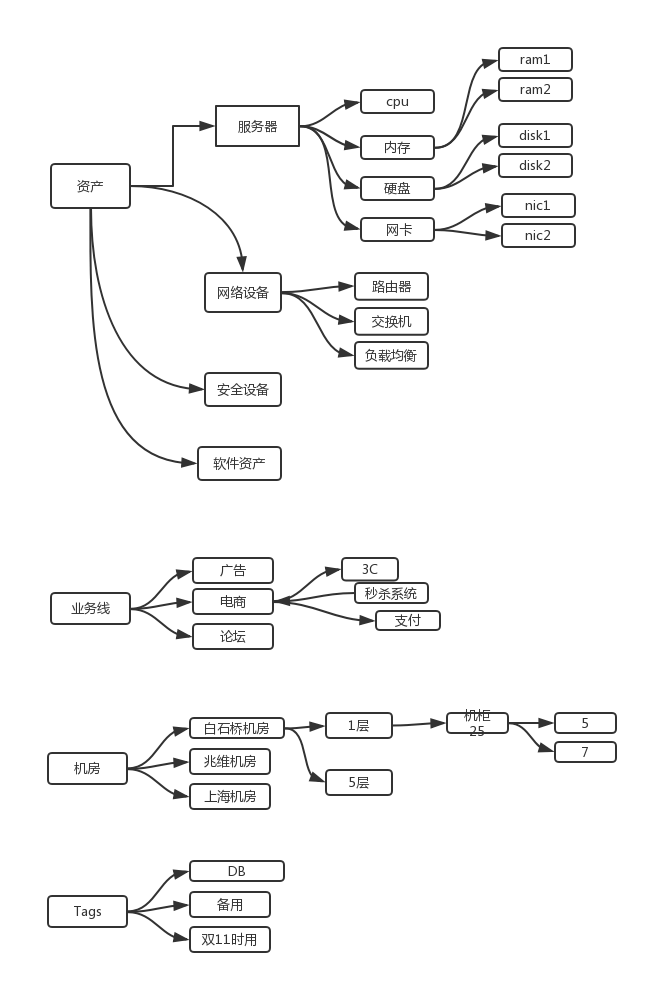 资产
服务器
cpu
内存
ram1
ram2
硬盘
disk1
disk2
网卡
nic1
nic2
网络设备
路由器
交换机
负载均衡
安全设备
软件资产
业务线
广告
电商
3C
秒杀系统
支付
论坛
机房
白石桥机房
1层
机柜
25
5
7
5层
兆维机房
上海机房
Tags
DB
备用
双11时用